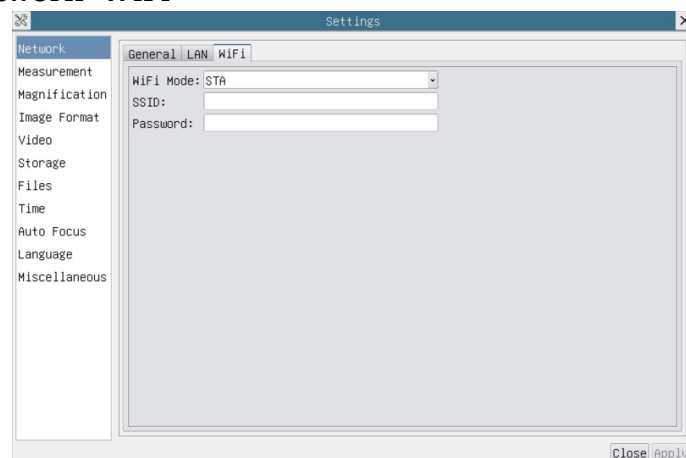 Settings
Network
Measurement
Magnification
Image Format
Video
Storage
Files
Time
Auto Focus
Language
Miscellaneous
General LAN WiFi
WiFi Mode: STA
SSID:
Password:
Close Apply